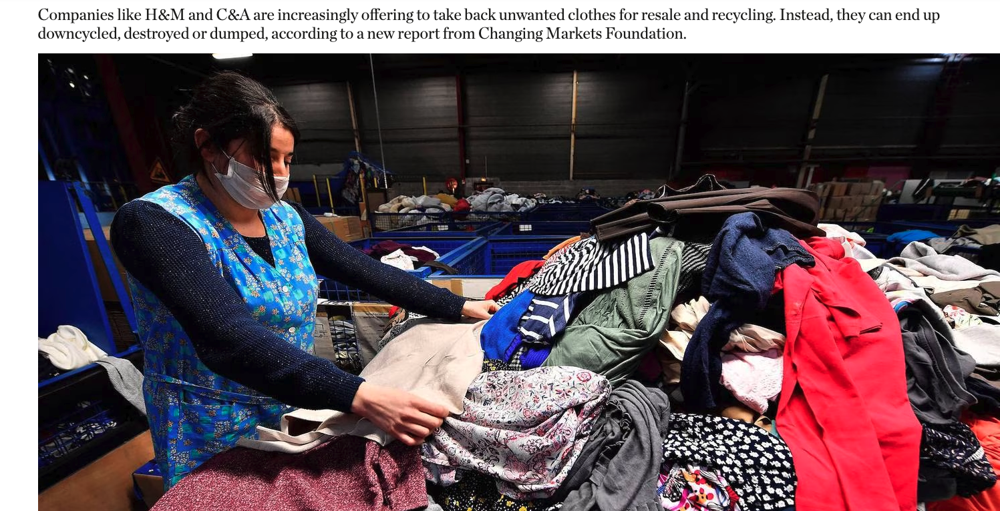 Companies like H&M and C&A are increasingly offering to take back unwanted clothes for resale and recycling. Instead, they can end up
downcycled, destroyed or dumped, according to a new report from Changing Markets Foundation.